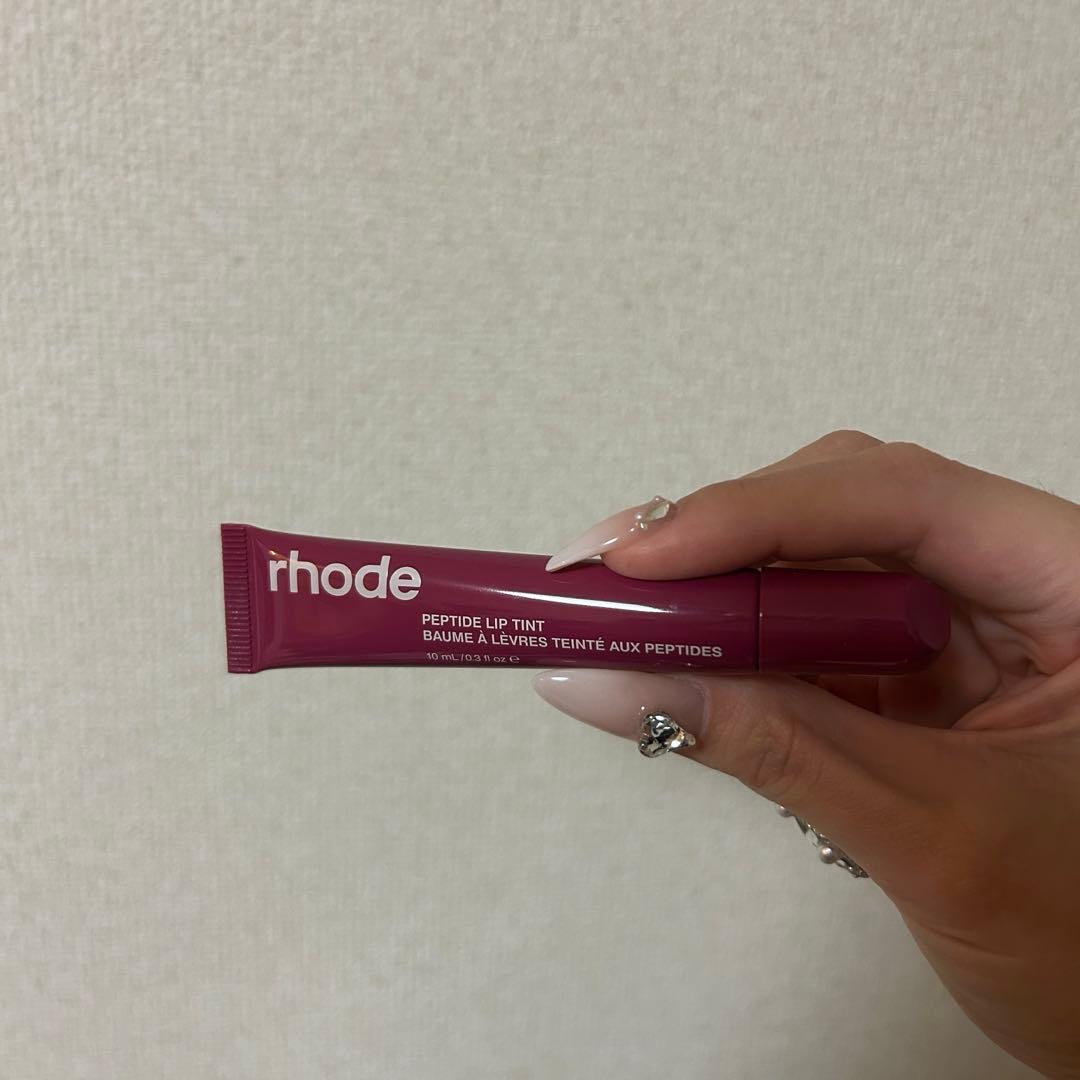 rhode
PEPTIDE LIP TINT
BAUME À LÈVRES TEINTÉ AUX PEPTIDES
10 mL / 0.3 fl oz ℮